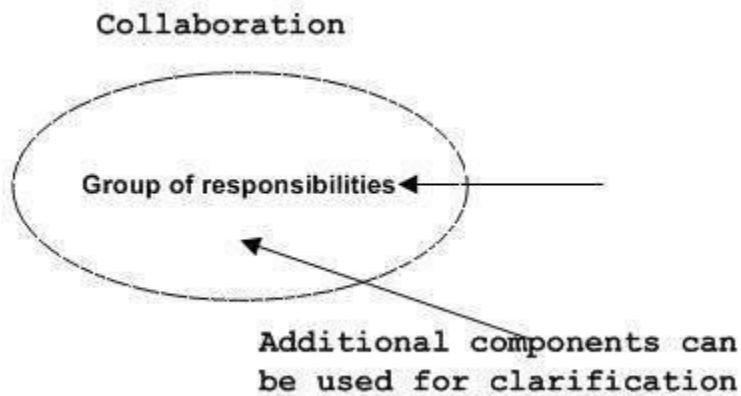 Collaboration
Group of responsibilities
Additional components can
be used for clarification